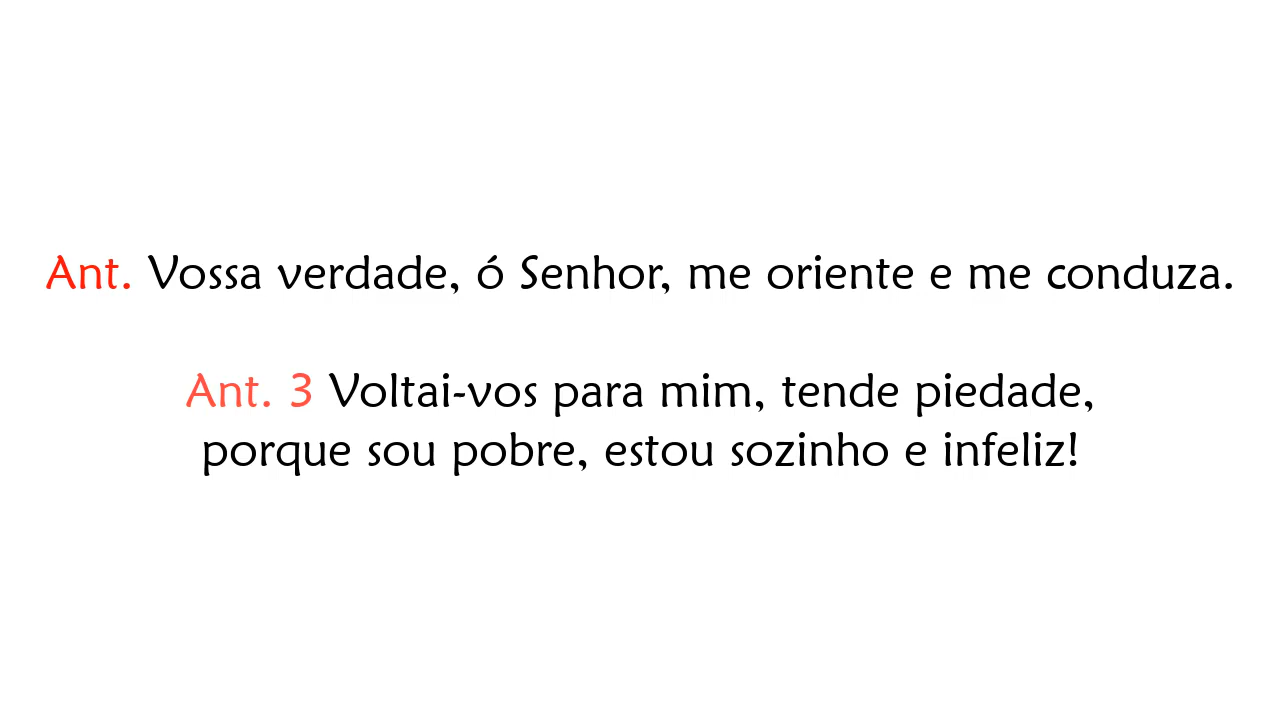 Ant. Vossa verdade, ó Senhor, me oriente e me conduza.
Ant. 3 Voltai-vos para mim, tende piedade,
porque sou pobre, estou sozinho e infeliz!